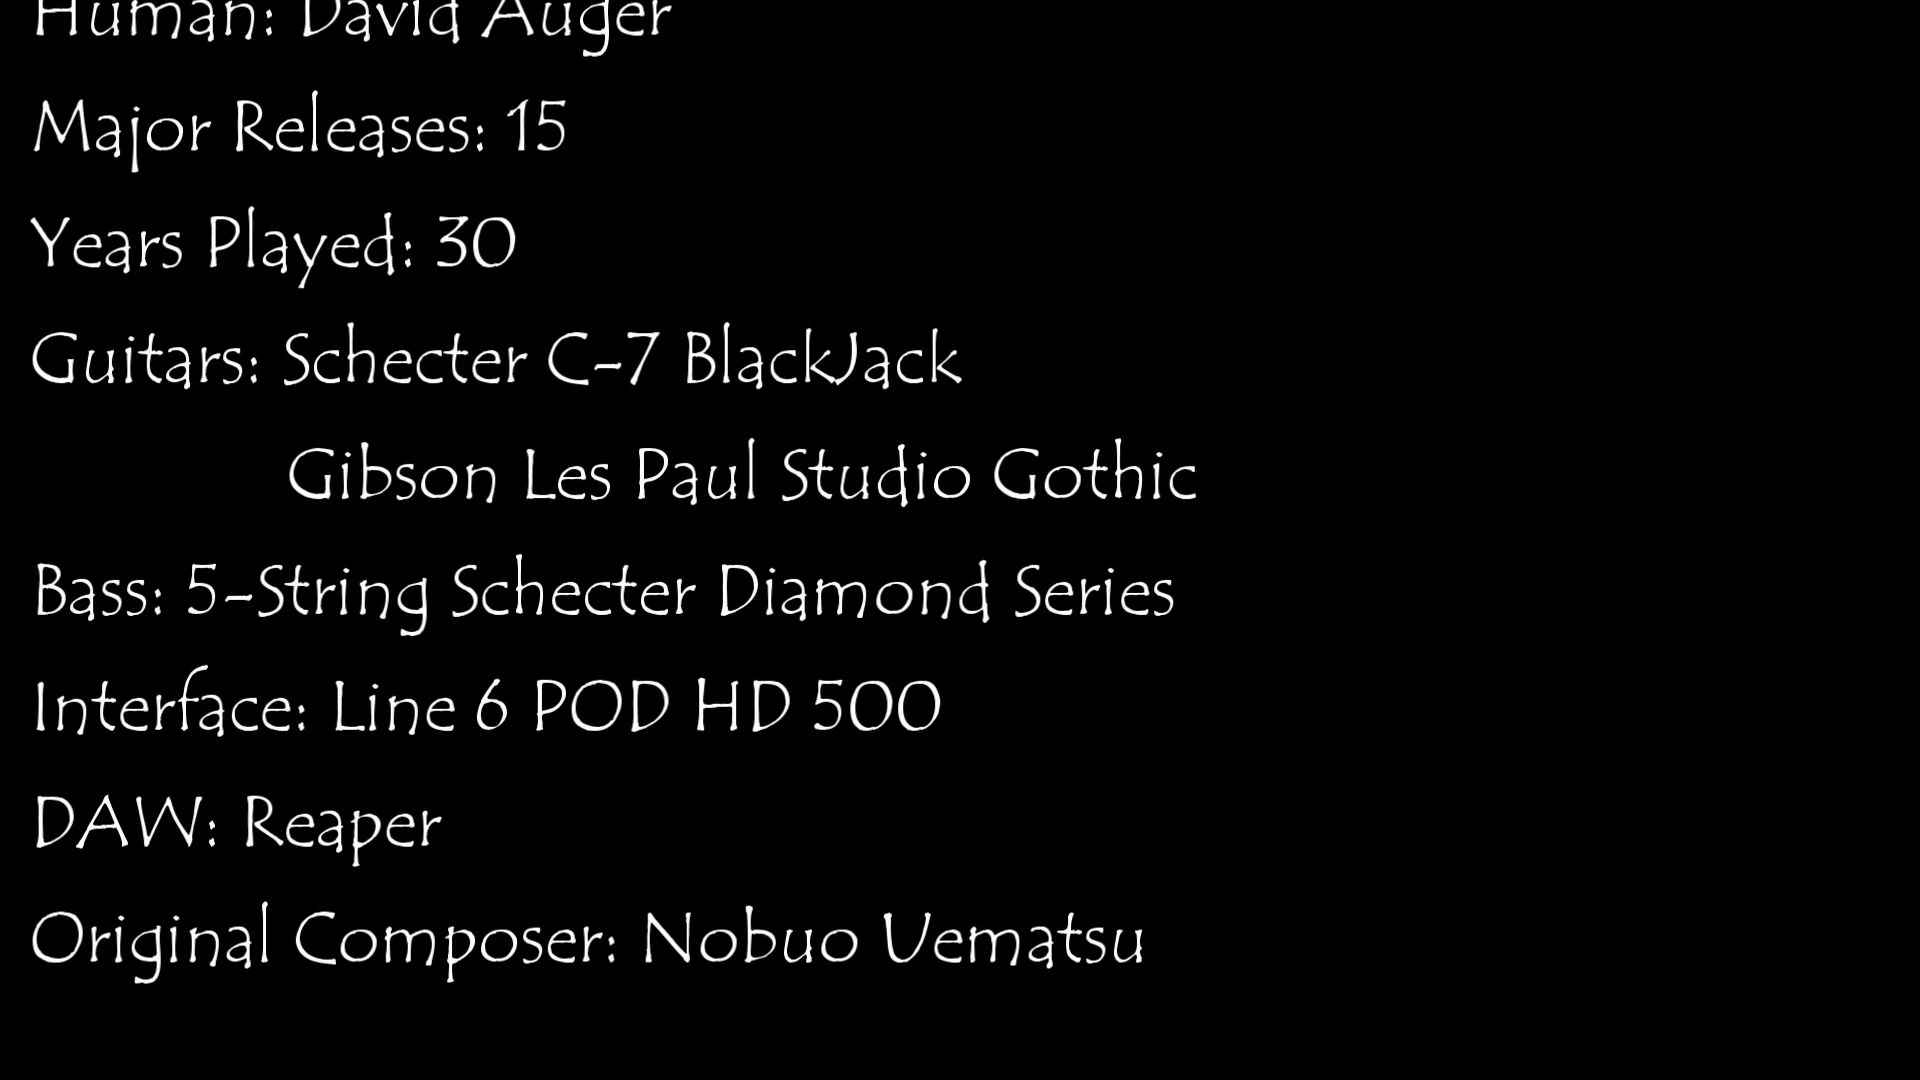 Human: David Auger
Major Releases: 15
Years Played: 30
Guitars: Schecter C-7 BlackJack
Gibson Les Paul Studio Gothic
Bass: 5-String Schecter Diamond Series
Interface: Line 6 POD HD 500
DAW: Reaper
Original Composer: Nobuo Uematsu